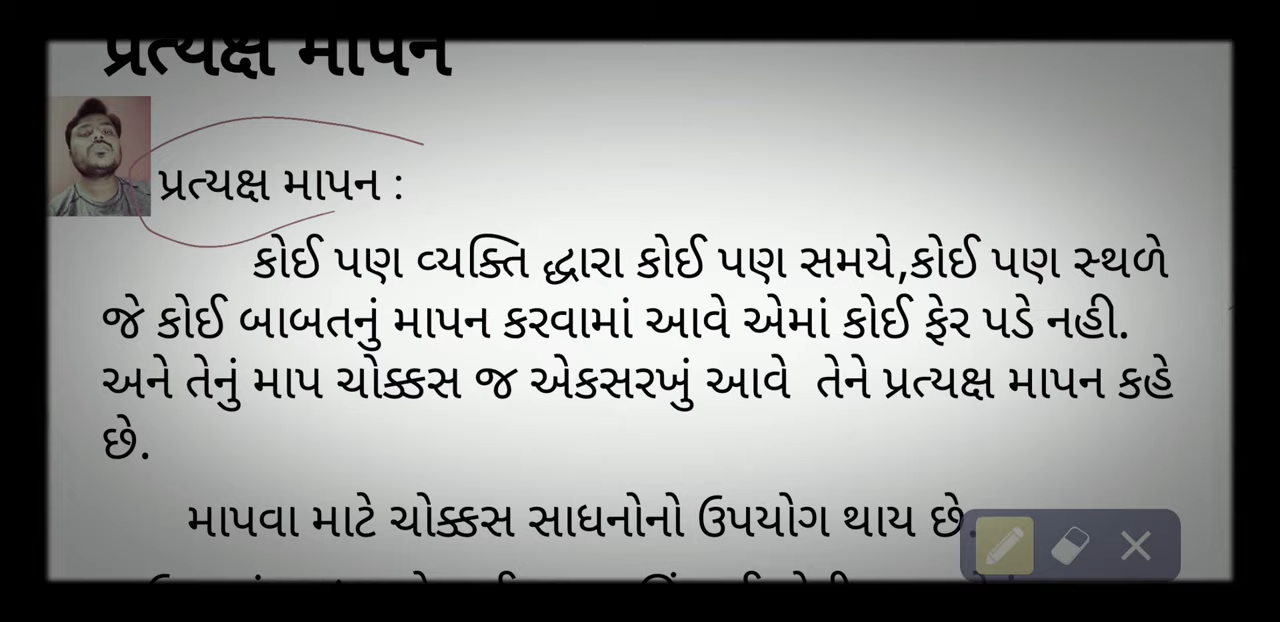 પ્રત્યક્ષ માપન
પ્રત્યક્ષ માપન :
કોઈ પણ વ્યક્તિ દ્ધારા કોઈ પણ સમયે,કોઈ પણ સ્થળે
જે કોઈ બાબતનું માપન કરવામાં આવે એમાં કોઈ ફેર પડે નહી.
અને તેનું માપ ચોક્કસ જ એકસરખું આવે તેને પ્રત્યક્ષ માપન કહે
છે.
માપવા માટે ચોક્કસ સાધનોનો ઉપયોગ થાય છે.